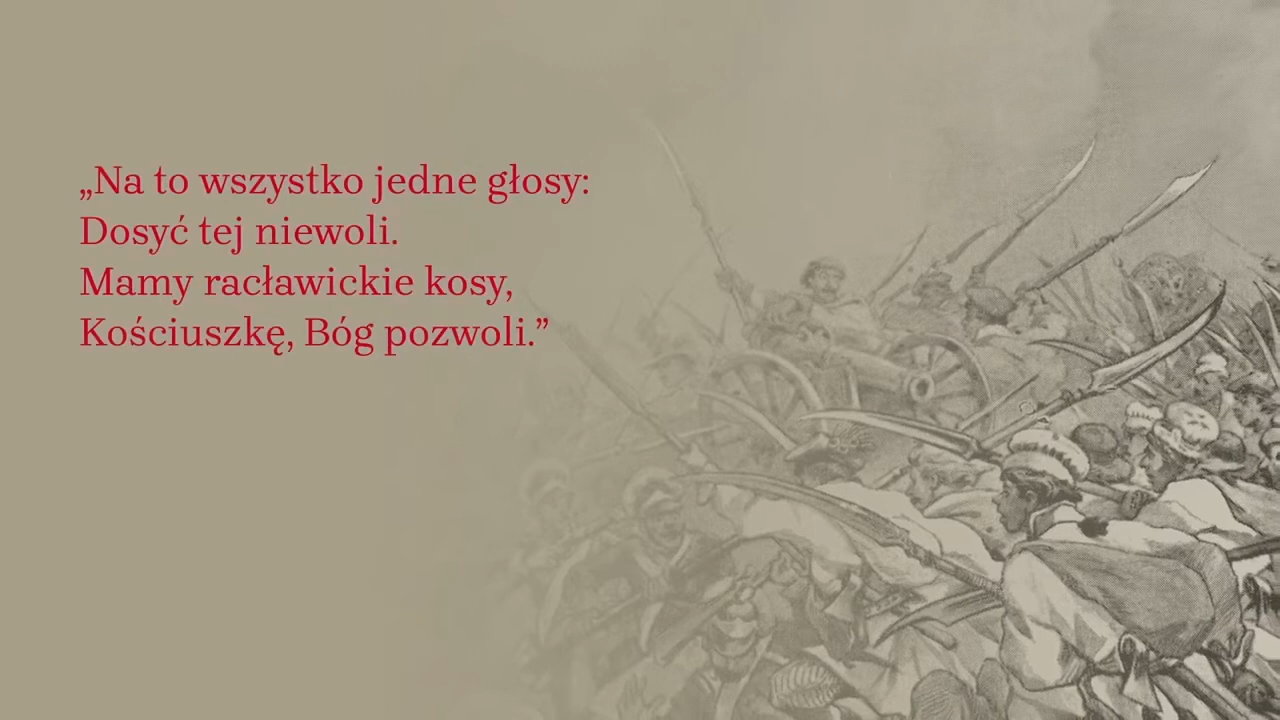 „Na to wszystko jedne głosy:
Dosyć tej niewoli.
Mamy racławickie kosy,
Kościuszkę, Bóg pozwoli.”